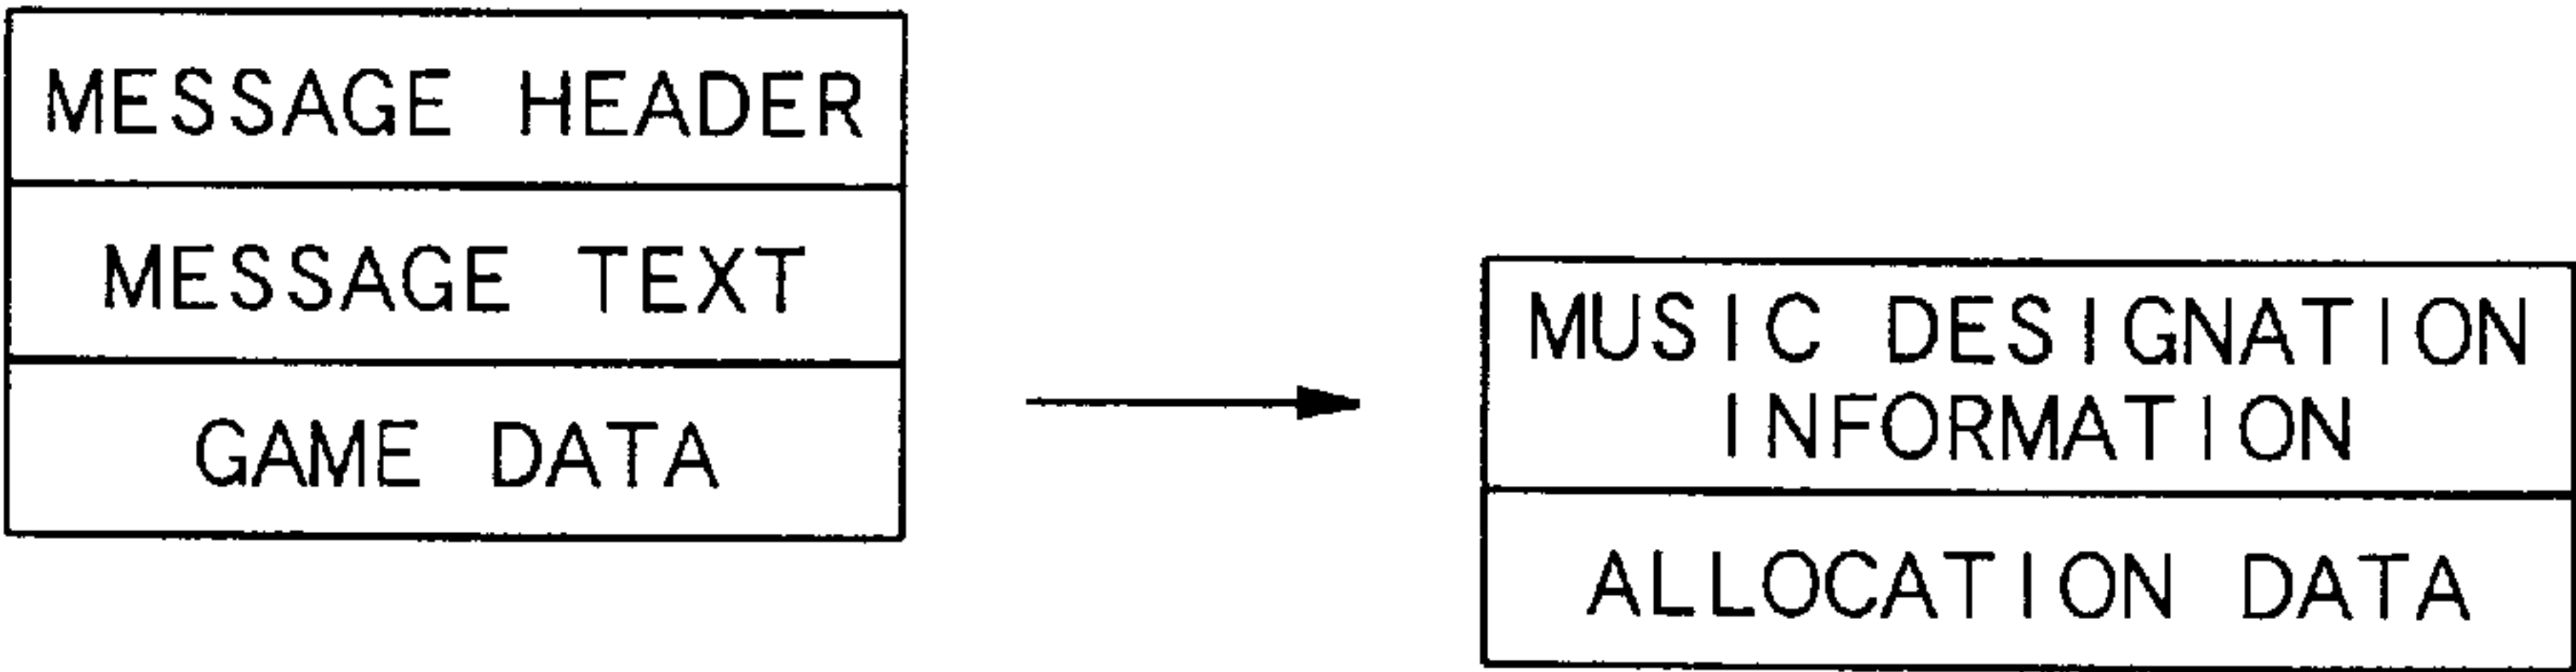 MESSAGE HEADER
MESSAGE TEXT
GAME DATA
MUSIC DESIGNATION
INFORMATION
ALLOCATION DATA